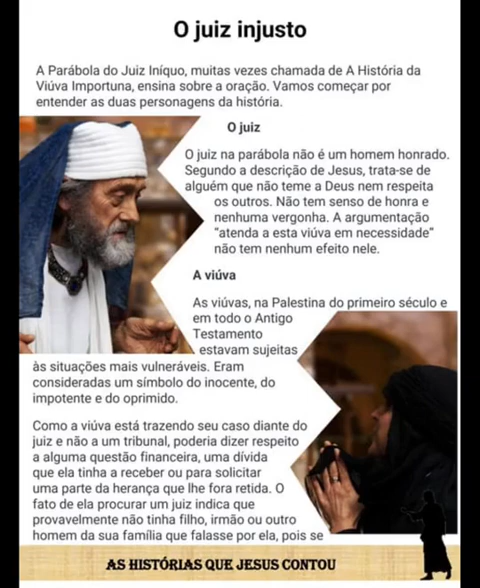 O juiz injusto
A Parábola do Juiz Iníquo, muitas vezes chamada de A História da
Viúva Importuna, ensina sobre a oração. Vamos começar por
entender as duas personagens da história.
O juiz
O juiz na parábola não é um homem honrado.
Segundo a descrição de Jesus, trata-se de
alguém que não teme a Deus nem respeita
os outros. Não tem senso de honra e
nenhuma vergonha. A argumentação
“atenda a esta viúva em necessidade”
não tem nenhum efeito nele.
A viúva
As viúvas, na Palestina do primeiro século e
em todo o Antigo
Testamento
estavam sujeitas
às situações mais vulneráveis. Eram
consideradas um símbolo do inocente, do
impotente e do oprimido.
Como a viúva está trazendo seu caso diante do
juiz e não a um tribunal, poderia dizer respeito
a alguma questão financeira, uma dívida
que ela tinha a receber ou para solicitar
uma parte da herança que lhe fora retida. O
fato de ela procurar um juiz indica que
provavelmente não tinha filho, irmão ou outro
homem da sua família que falasse por ela, pois se
AS HISTÓRIAS QUE JESUS CONTOU